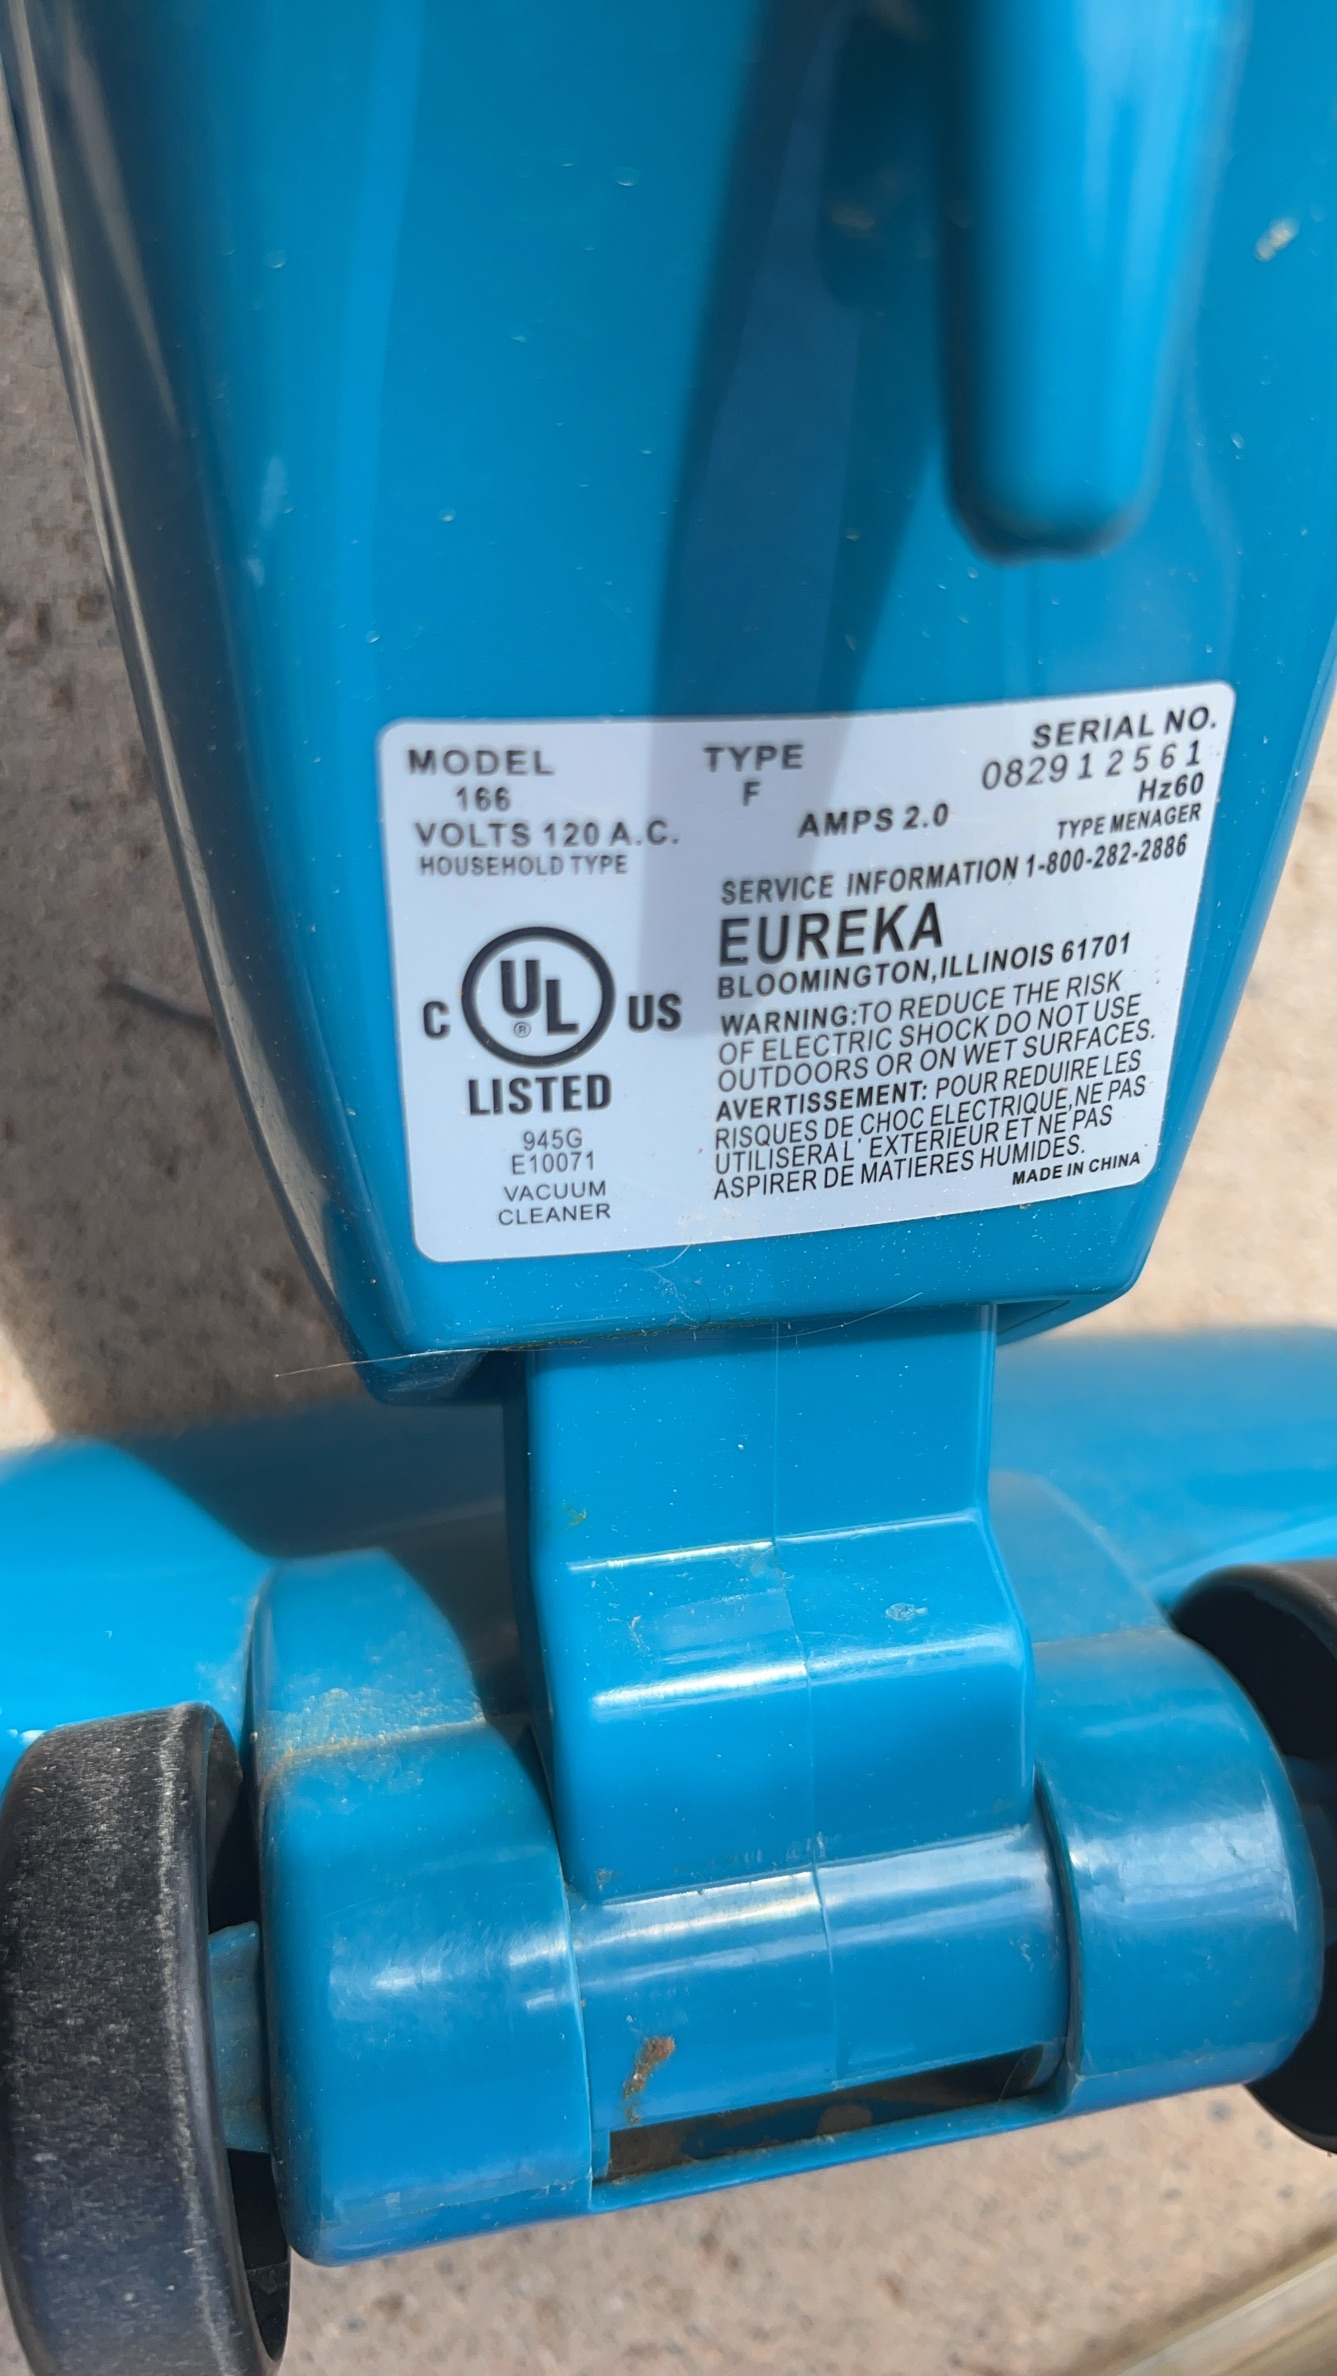 MODEL TYPE SERIAL NO.
166 F 082912561
VOLTS 120 A.C. AMPS 2.0 Hz60
HOUSEHOLD TYPE TYPE MENAGER
SERVICE INFORMATION 1-800-282-2886
EUREKA
BLOOMINGTON,ILLINOIS 61701
WARNING:TO REDUCE THE RISK
OF ELECTRIC SHOCK DO NOT USE
OUTDOORS OR ON WET SURFACES.
AVERTISSEMENT: POUR REDUIRE LES
RISQUES DE CHOC ELECTRIQUE,NE PAS
UTILISERAL' EXTERIEUR ET NE PAS
ASPIRER DE MATIERES HUMIDES.
MADE IN CHINA
C UL® US
LISTED
945G
E10071
VACUUM
CLEANER